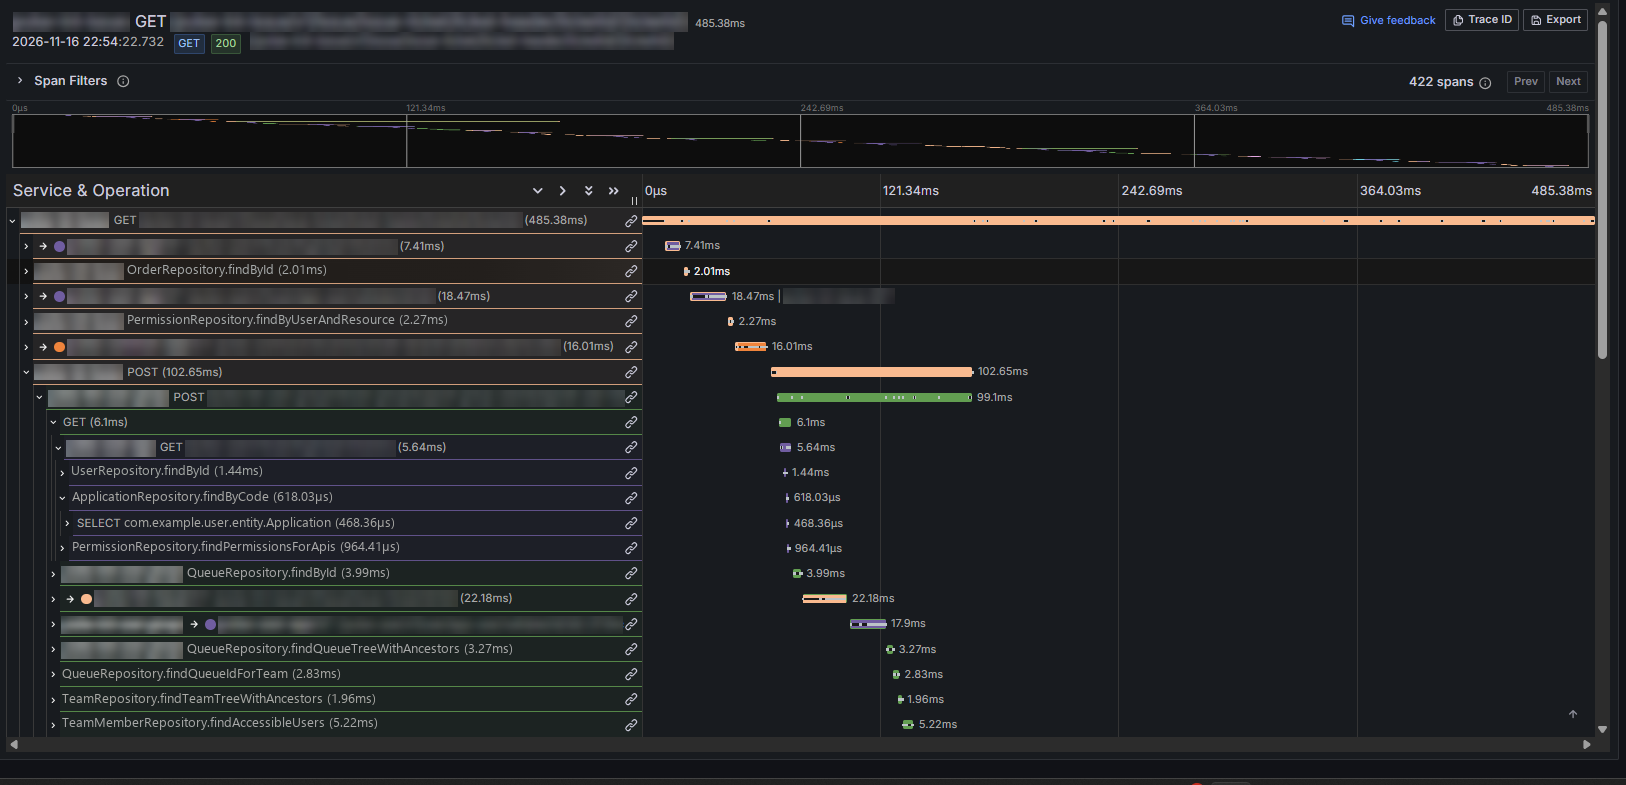 GET 485.38ms
Give feedback Trace ID Export
2026-11-16 22:54:22.732 GET 200
Span Filters
422 spans Prev Next
0μs 121.34ms 242.69ms 364.03ms 485.38ms
Service & Operation 0μs 121.34ms 242.69ms 364.03ms 485.38ms
GET (485.38ms)
(7.41ms) 7.41ms
OrderRepository.findById (2.01ms) 2.01ms
(18.47ms) 18.47ms
PermissionRepository.findByUserAndResource (2.27ms) 2.27ms
(16.01ms) 16.01ms
POST (102.65ms) 102.65ms
POST 99.1ms
GET (6.1ms) 6.1ms
GET (5.64ms) 5.64ms
UserRepository.findById (1.44ms) 1.44ms
ApplicationRepository.findByCode (618.03μs) 618.03μs
SELECT com.example.user.entity.Application (468.36μs) 468.36μs
PermissionRepository.findPermissionsForApis (964.41μs) 964.41μs
QueueRepository.findById (3.99ms) 3.99ms
(22.18ms) 22.18ms
17.9ms
QueueRepository.findQueueTreeWithAncestors (3.27ms) 3.27ms
QueueRepository.findQueueIdForTeam (2.83ms) 2.83ms
TeamRepository.findTeamTreeWithAncestors (1.96ms) 1.96ms
TeamMemberRepository.findAccessibleUsers (5.22ms) 5.22ms